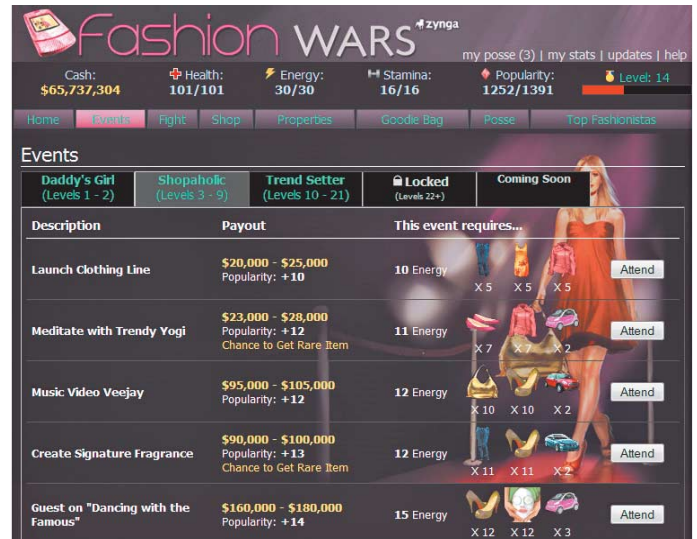 Fashion WARS zynga
my posse (3) | my stats | updates | help
Cash: Health: Energy: Stamina: Popularity: Level: 14
$65,737,304 101/101 30/30 16/16 1252/1391
Home Events Fight Shop Properties Goodie Bag Posse Top Fashionistas
Events
Daddy's Girl Shopaholic Trend Setter Locked Coming Soon
(Levels 1 - 2) (Levels 3 - 9) (Levels 10 - 21) (Levels 22+)
Description Payout This event requires...
$20,000 - $25,000
Launch Clothing Line Popularity: +10 10 Energy Attend
X 5 X 5 X 5
$23,000 - $28,000
Meditate with Trendy Yogi Popularity: +12 11 Energy Attend
Chance to Get Rare Item
X 7 X 7 X 2
$95,000 - $105,000
Music Video Veejay Popularity: +12 12 Energy Attend
X 10 X 10 X 2
$90,000 - $100,000
Create Signature Fragrance Popularity: +13 12 Energy Attend
Chance to Get Rare Item
X 11 X 11 X 2
Guest on "Dancing with the $160,000 - $180,000
Famous" Popularity: +14 15 Energy Attend
X 12 X 12 X 3